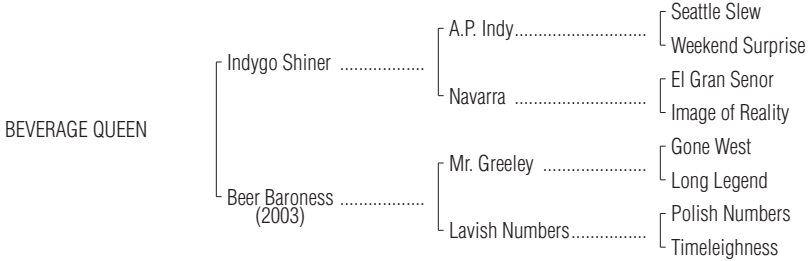 Seattle Slew
A.P. Indy..........................
Weekend Surprise
Indygo Shiner .................
El Gran Senor
Navarra ..........................
Image of Reality
BEVERAGE QUEEN
Gone West
Mr. Greeley .....................
Long Legend
Beer Baroness .................
(2003)
Polish Numbers
Lavish Numbers...............
Timeleighness